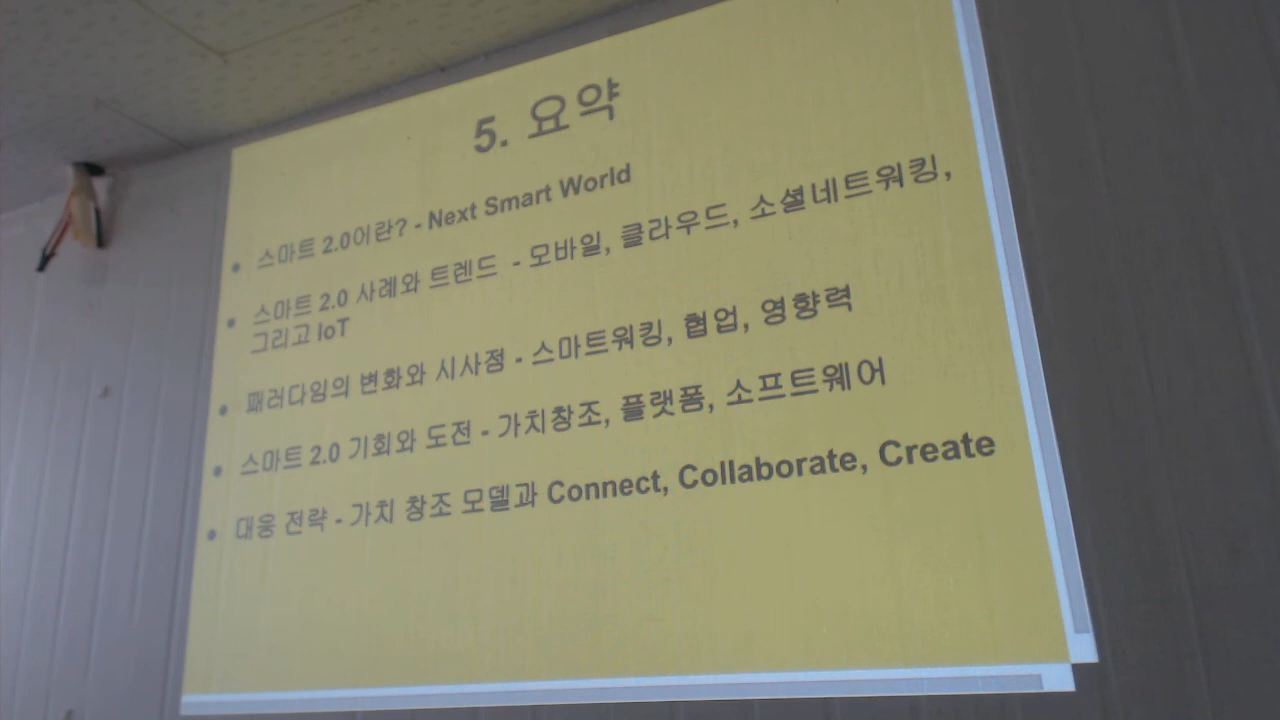 5. 요약
• 스마트 2.0이란? - Next Smart World
• 스마트 2.0 사례와 트렌드 - 모바일, 클라우드, 소셜네트워킹,
그리고 IoT
• 패러다임의 변화와 시사점 - 스마트워킹, 협업, 영향력
• 스마트 2.0 기회와 도전 - 가치창조, 플랫폼, 소프트웨어
• 대응 전략 - 가치 창조 모델과 Connect, Collaborate, Create